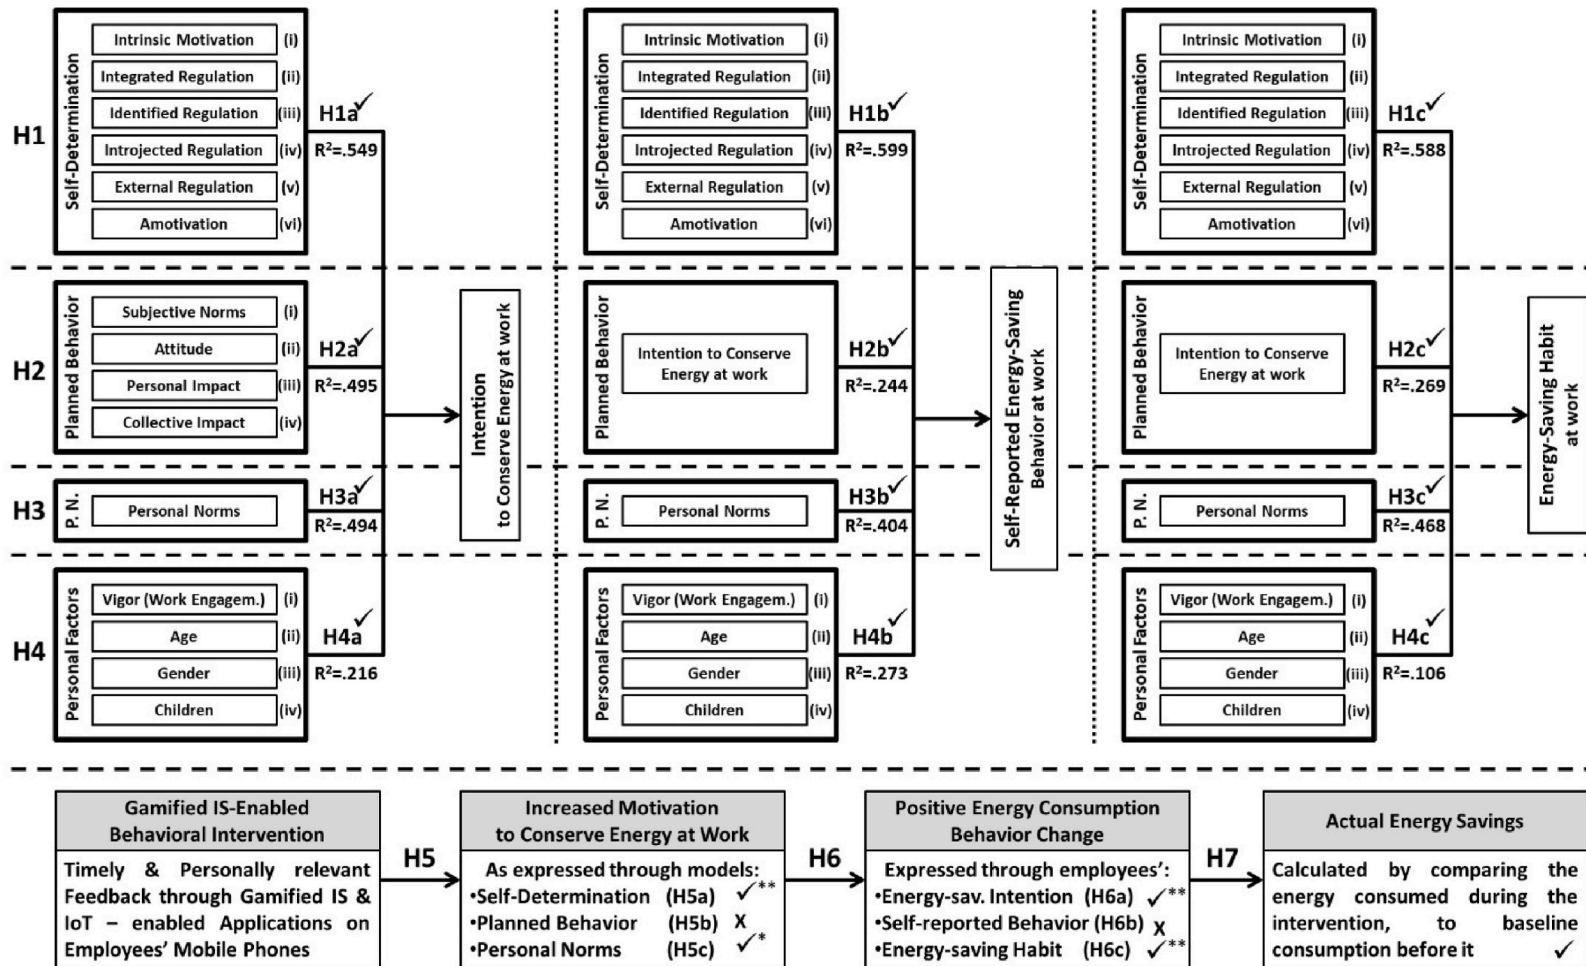 H1
Self-Determination
Intrinsic Motivation (i)
Integrated Regulation (ii)
Identified Regulation (iii)
Introjected Regulation (iv)
External Regulation (v)
Amotivation (vi)
H1a✓
R²=.549
Self-Determination
Intrinsic Motivation (i)
Integrated Regulation (ii)
Identified Regulation (iii)
Introjected Regulation (iv)
External Regulation (v)
Amotivation (vi)
H1b✓
R²=.599
Self-Determination
Intrinsic Motivation (i)
Integrated Regulation (ii)
Identified Regulation (iii)
Introjected Regulation (iv)
External Regulation (v)
Amotivation (vi)
H1c✓
R²=.588
H2
Planned Behavior
Subjective Norms (i)
Attitude (ii)
Personal Impact (iii)
Collective Impact (iv)
H2a✓
R²=.495
Intention
to Conserve Energy at work
Planned Behavior
Intention to Conserve
Energy at work
H2b✓
R²=.244
Self-Reported Energy-Saving
Behavior at work
Planned Behavior
Intention to Conserve
Energy at work
H2c✓
R²=.269
Energy-Saving Habit
at work
H3
P. N.
Personal Norms
H3a✓
R²=.494
P. N.
Personal Norms
H3b✓
R²=.404
P. N.
Personal Norms
H3c✓
R²=.468
H4
Personal Factors
Vigor (Work Engagem.) (i)
Age (ii)
Gender (iii)
Children (iv)
H4a✓
R²=.216
Personal Factors
Vigor (Work Engagem.) (i)
Age (ii)
Gender (iii)
Children (iv)
H4b✓
R²=.273
Personal Factors
Vigor (Work Engagem.) (i)
Age (ii)
Gender (iii)
Children (iv)
H4c✓
R²=.106
Gamified IS-Enabled
Behavioral Intervention
Timely & Personally relevant
Feedback through Gamified IS &
IoT – enabled Applications on
Employees' Mobile Phones
H5
Increased Motivation
to Conserve Energy at Work
As expressed through models:
•Self-Determination (H5a) ✓**
•Planned Behavior (H5b) X
•Personal Norms (H5c) ✓*
H6
Positive Energy Consumption
Behavior Change
Expressed through employees':
•Energy-sav. Intention (H6a) ✓**
•Self-reported Behavior (H6b) X
•Energy-saving Habit (H6c) ✓**
H7
Actual Energy Savings
Calculated by comparing the
energy consumed during the
intervention, to baseline
consumption before it ✓